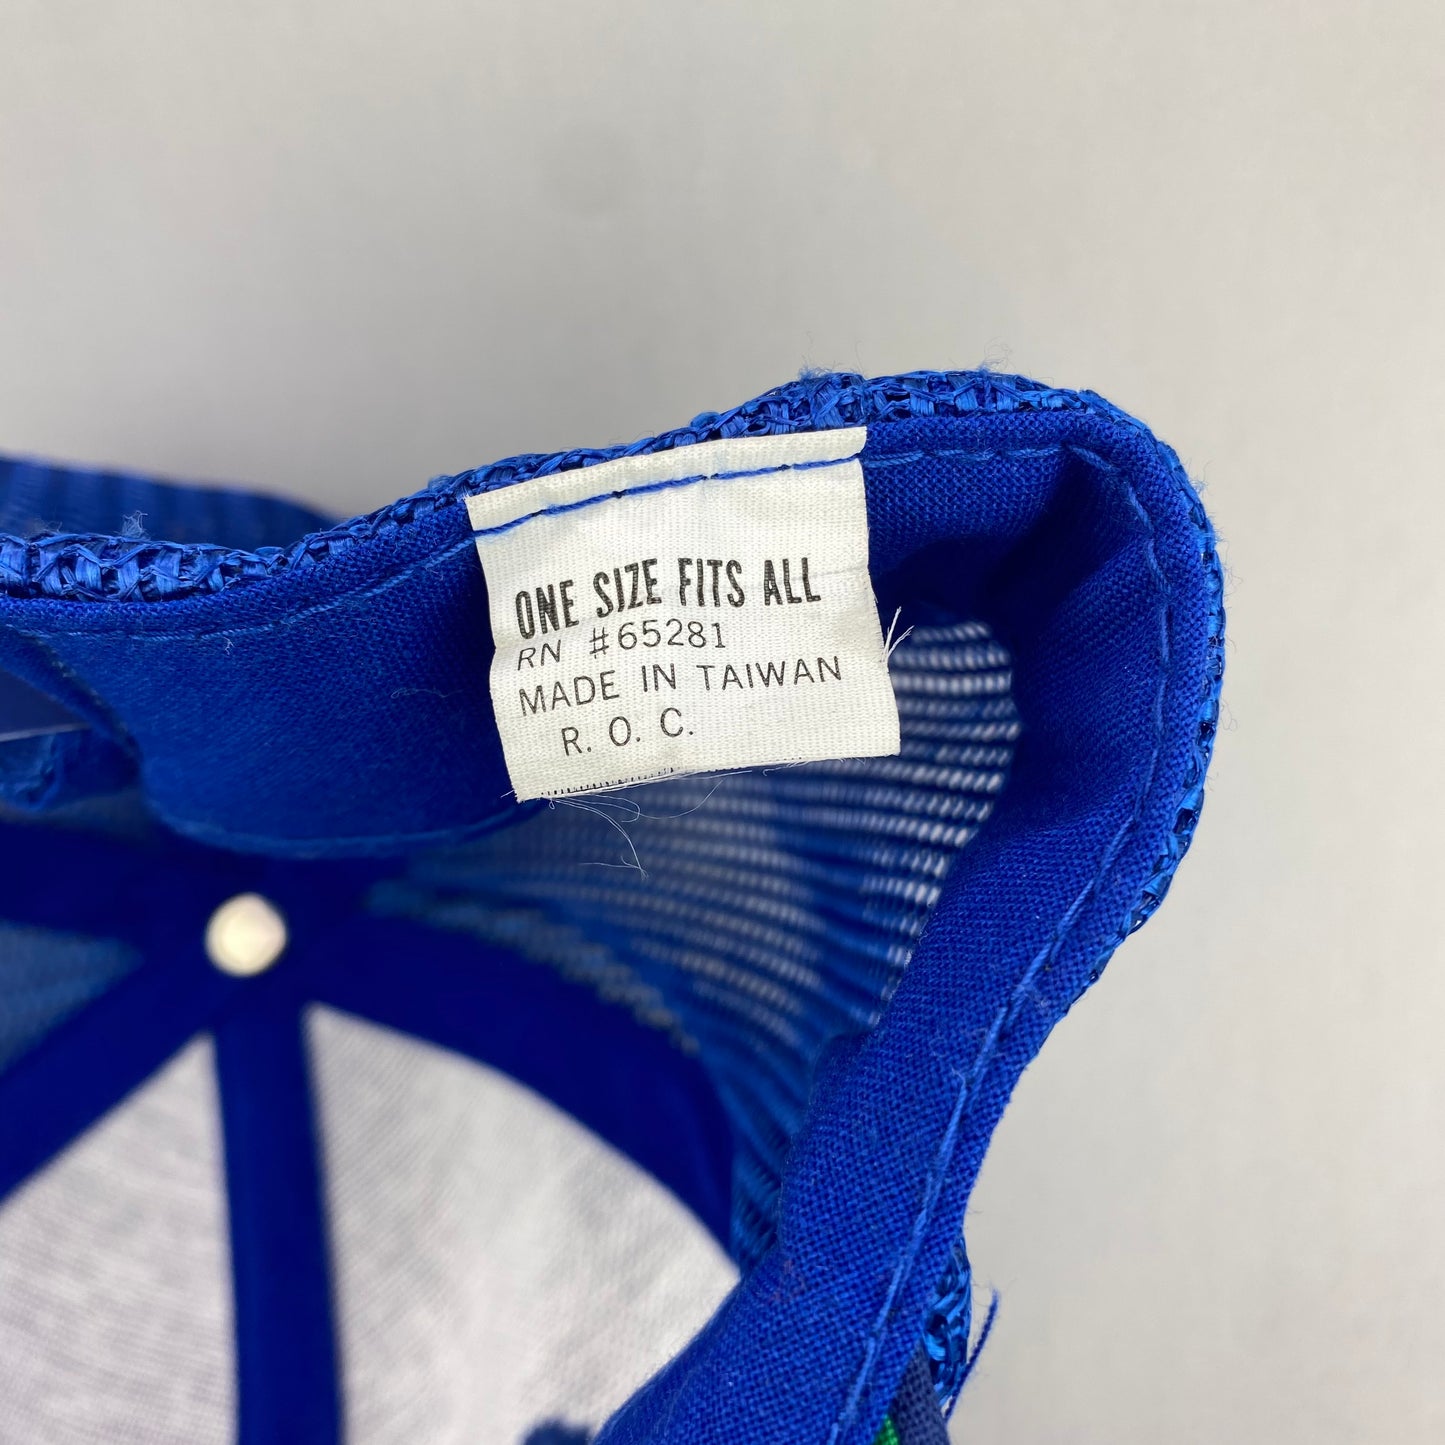 ONE SIZE FITS ALL
RN #65281
MADE IN TAIWAN
R. O. C.